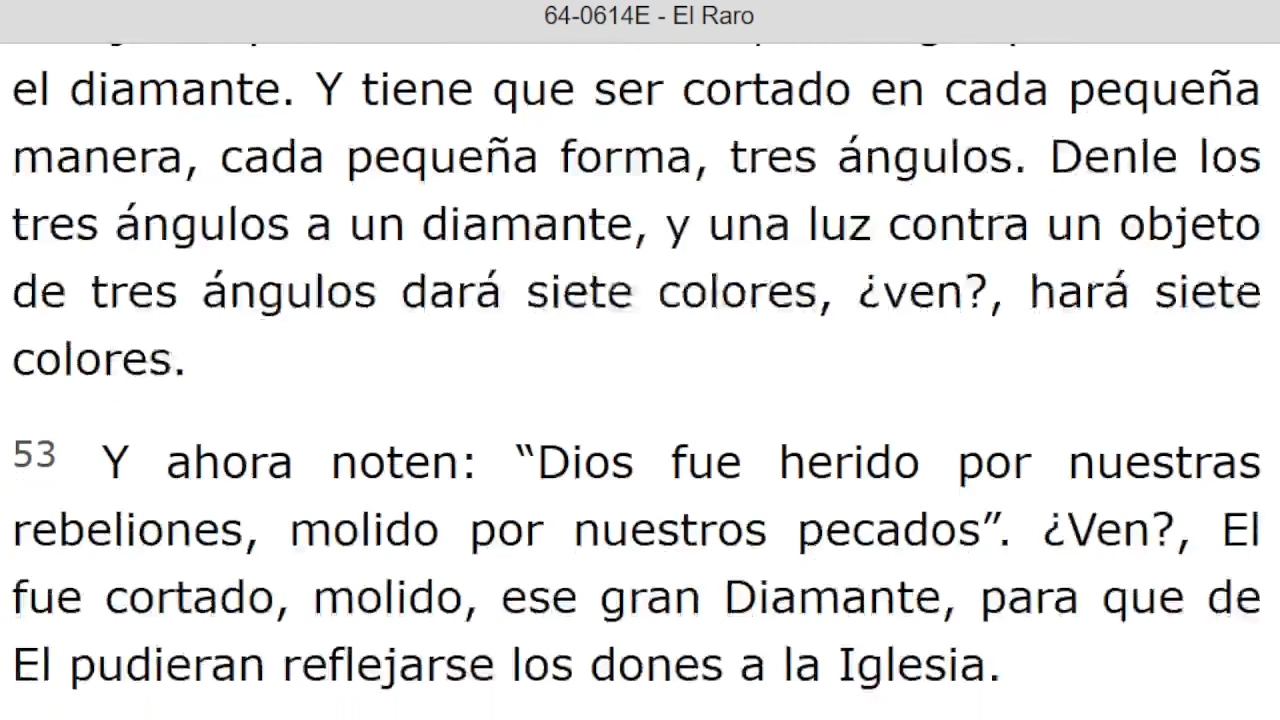 64-0614E - El Raro
el diamante. Y tiene que ser cortado en cada pequeña
manera, cada pequeña forma, tres ángulos. Denle los
tres ángulos a un diamante, y una luz contra un objeto
de tres ángulos dará siete colores, ¿ven?, hará siete
colores.
53 Y ahora noten: “Dios fue herido por nuestras
rebeliones, molido por nuestros pecados”. ¿Ven?, El
fue cortado, molido, ese gran Diamante, para que de
El pudieran reflejarse los dones a la Iglesia.